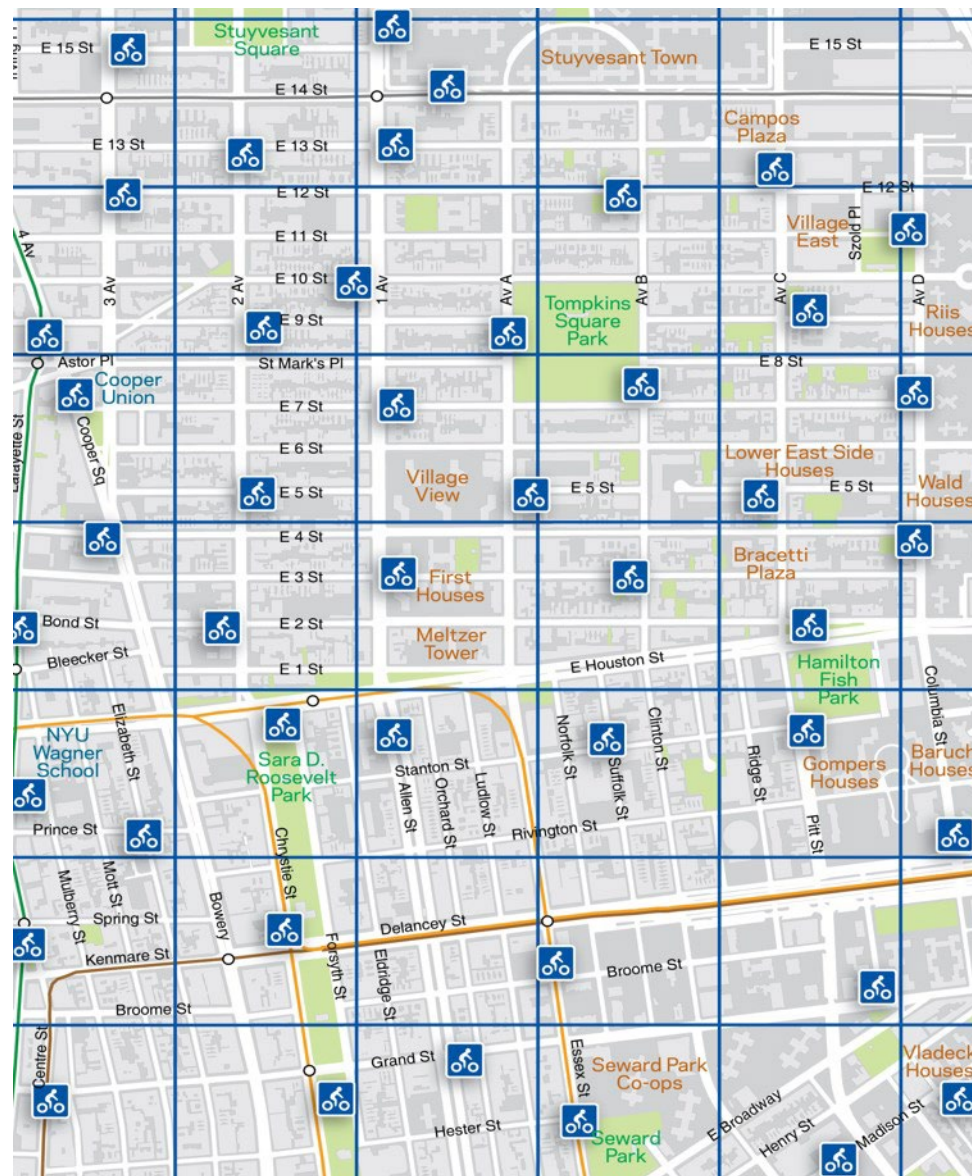 Stuyvesant
Square
E 15 St
Stuyvesant Town
E 15 St
E 14 St
Campos
Plaza
E 13 St
E 13 St
E 12 St
E 12 St
Village
East
Szold Pl
E 11 St
4 Av
E 10 St
3 Av
2 Av
1 Av
Av A
Av B
Av C
Av D
Tompkins
Square
Park
Riis
Houses
E 9 St
Astor Pl
St Mark's Pl
E 8 St
Cooper
Union
E 7 St
Lafayette St
Cooper Sq
E 6 St
Village
View
Lower East Side
Houses
E 5 St
E 5 St
E 5 St
Wald
Houses
E 4 St
Bracetti
Plaza
E 3 St
First
Houses
Bond St
E 2 St
Meltzer
Tower
Bleecker St
E 1 St
E Houston St
Hamilton
Fish
Park
Columbia St
Elizabeth St
NYU
Wagner
School
Sara D.
Roosevelt
Park
Norfolk St
Suffolk St
Clinton St
Ridge St
Gompers
Houses
Baruch
Houses
Stanton St
Allen St
Orchard St
Ludlow St
Pitt St
Prince St
Rivington St
Chrystie St
Mulberry St
Mott St
Spring St
Bowery
Delancey St
Kenmare St
Forsyth St
Eldridge St
Broome St
Broome St
Centre St
Grand St
Essex St
Seward Park
Co-ops
Vladeck
Houses
Hester St
Seward
Park
E Broadway
Henry St
Madison St